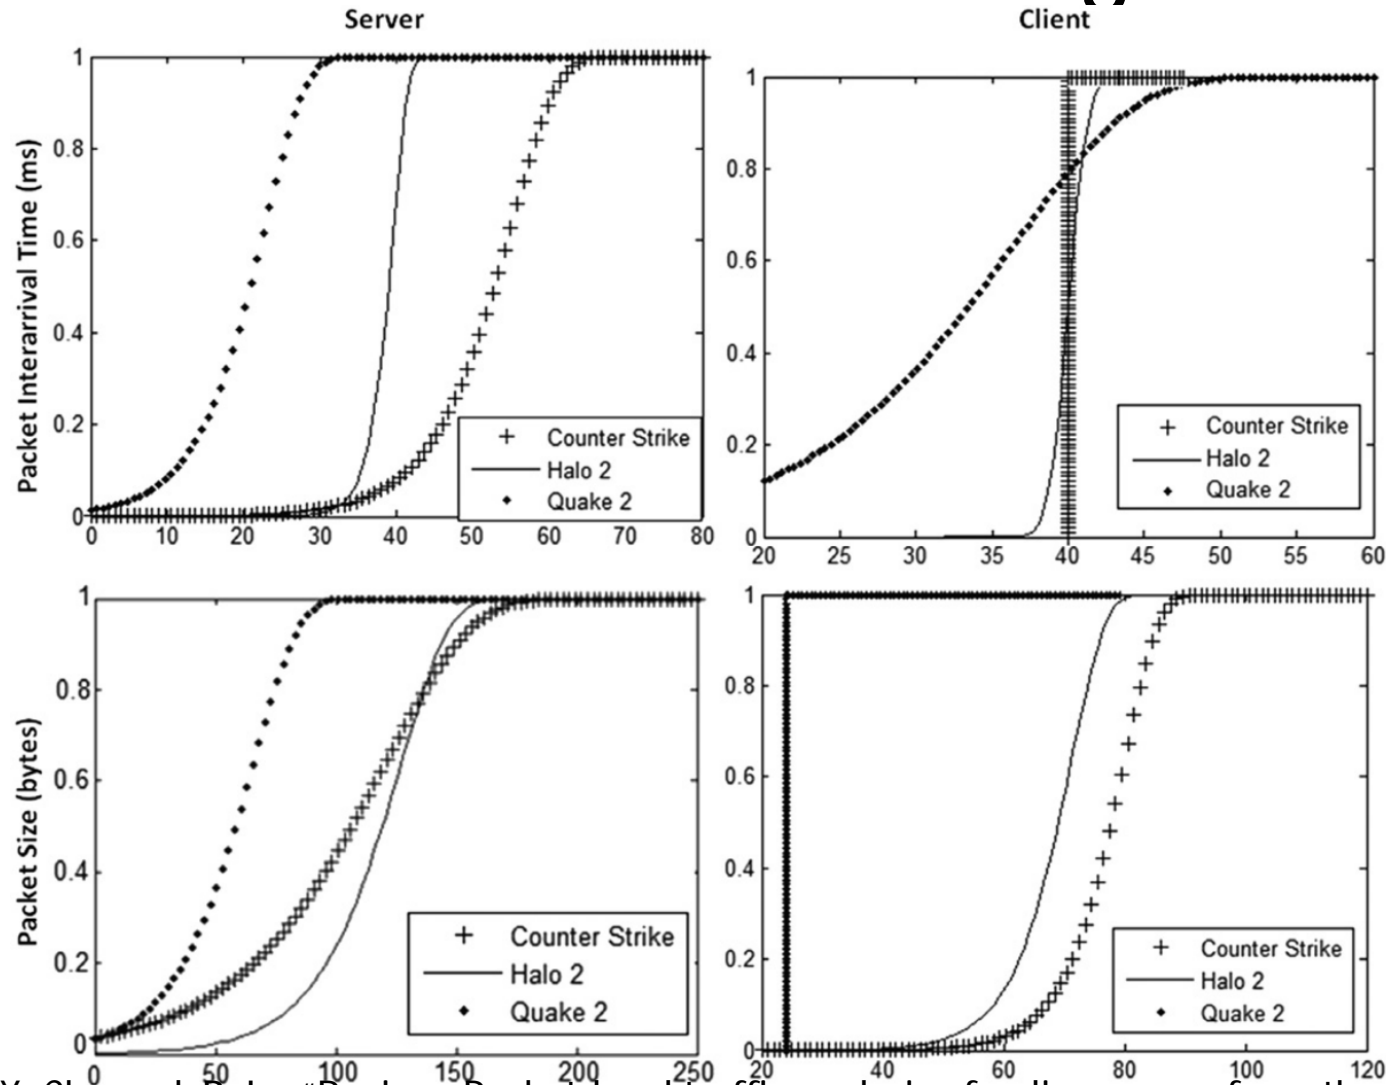 Server
Client
Packet Interarrival Time (ms)
1
0.8
0.6
0.4
0.2
0
0 10 20 30 40 50 60 70 80
Counter Strike
Halo 2
Quake 2
1
0.8
0.6
0.4
0.2
0
20 25 30 35 40 45 50 55 60
Counter Strike
Halo 2
Quake 2
Packet Size (bytes)
1
0.8
0.6
0.4
0.2
0
0 50 100 150 200 250
Counter Strike
Halo 2
Quake 2
1
0.8
0.6
0.4
0.2
0
20 40 60 80 100 120
Counter Strike
Halo 2
Quake 2